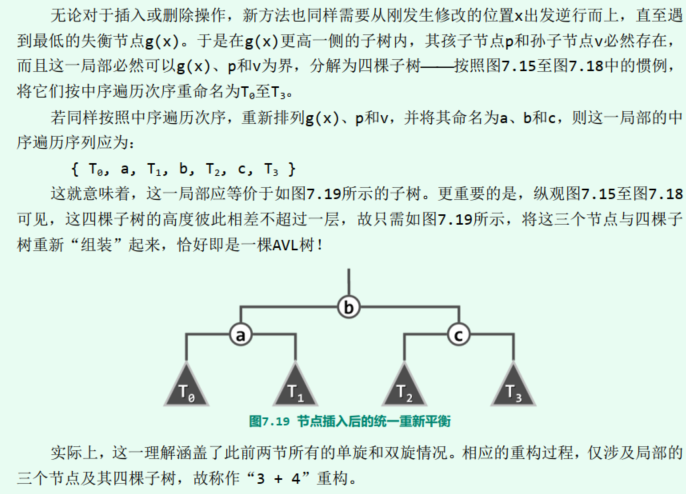 无论对于插入或删除操作，新方法也同样需要从刚发生修改的位置x出发逆行而上，直至遇
到最低的失衡节点g(x)。于是在g(x)更高一侧的子树内，其孩子节点p和孙子节点v必然存在，
而且这一局部必然可以g(x)、p和v为界，分解为四棵子树——按照图7.15至图7.18中的惯例，
将它们按中序遍历次序重命名为T₀至T₃。
若同样按照中序遍历次序，重新排列g(x)、p和v，并将其命名为a、b和c，则这一局部的中
序遍历序列应为：
{ T₀, a, T₁, b, T₂, c, T₃ }
这就意味着，这一局部应等价于如图7.19所示的子树。更重要的是，纵观图7.15至图7.18
可见，这四棵子树的高度彼此相差不超过一层，故只需如图7.19所示，将这三个节点与四棵子
树重新“组装”起来，恰好即是一棵AVL树！
b
a
c
T₀
T₁
T₂
T₃
图7.19 节点插入后的统一重新平衡
实际上，这一理解涵盖了此前两节所有的单旋和双旋情况。相应的重构过程，仅涉及局部的
三个节点及其四棵子树，故称作“3 + 4”重构。